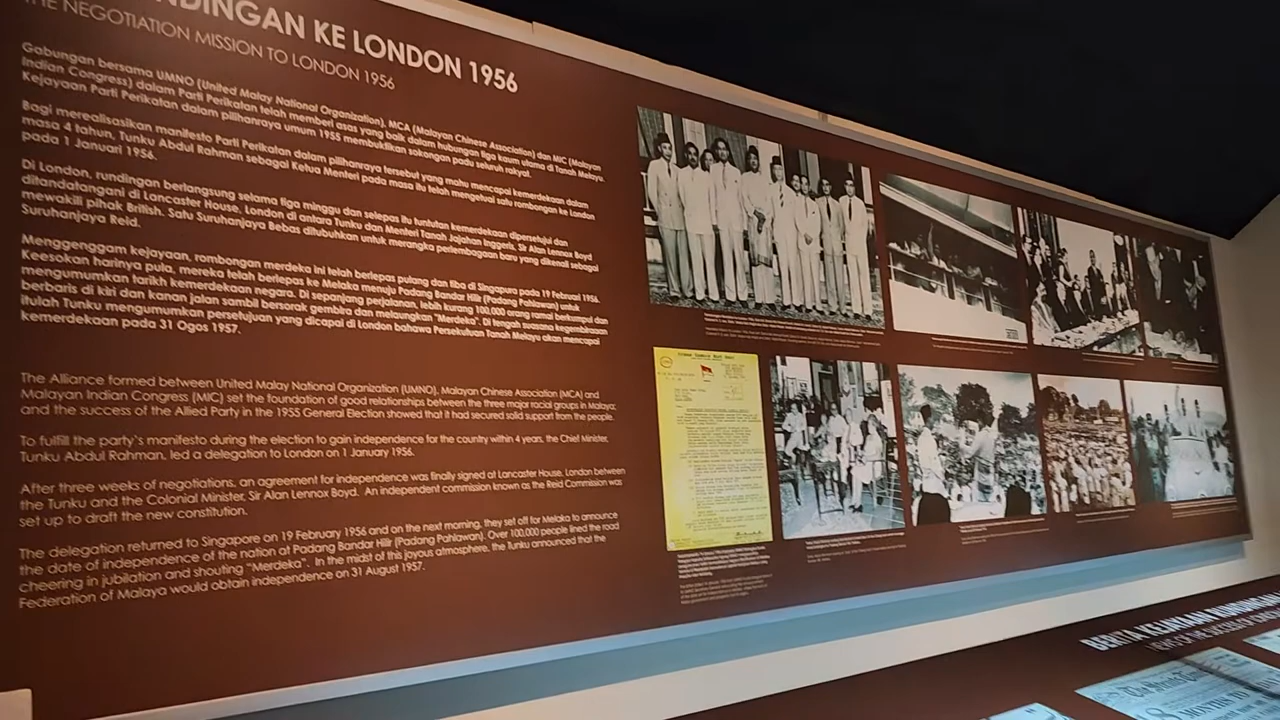 NDINGAN KE LONDON 1956
THE NEGOTIATION MISSION TO LONDON 1956
Gabungan bersama UMNO (United Malay National Organization), MCA (Malayan Chinese Association) dan MIC (Malayan
Indian Congress) dalam Parti Perikatan telah memberi asas yang baik dalam hubungan tiga kaum utama di Tanah Melayu.
Kejayaan Parti Perikatan dalam pilihanraya umum 1955 membuktikan sokongan padu seluruh rakyat.
Bagi merealisasikan manifesto Parti Perikatan dalam pilihanraya tersebut yang mahu mencapai kemerdekaan dalam
masa 4 tahun, Tunku Abdul Rahman sebagai Ketua Menteri pada masa itu telah mengetuai satu rombongan ke London
pada 1 Januari 1956.
Di London, rundingan berlangsung selama tiga minggu dan selepas itu tuntutan kemerdekaan dipersetujui dan
ditandatangani di Lancaster House, London di antara Tunku dan Menteri Tanah Jajahan Inggeris, Sir Alan Lennox Boyd
mewakili pihak British. Satu Suruhanjaya Bebas ditubuhkan untuk merangka perlembagaan baru yang dikenali sebagai
Suruhanjaya Reid.
Menggenggam kejayaan, rombongan merdeka ini telah berlepas pulang dan tiba di Singapura pada 19 Februari 1956.
Keesokan harinya pula, mereka telah berlepas ke Melaka menuju Padang Bandar Hilir (Padang Pahlawan) untuk
mengumumkan tarikh kemerdekaan negara. Di sepanjang perjalanan, lebih kurang 100,000 orang ramai berkumpul dan
berbaris di kiri dan kanan jalan sambil bersorak gembira dan melaungkan "Merdeka". Di tengah suasana kegembiraan
itulah Tunku mengumumkan persetujuan yang dicapai di London bahawa Persekutuan Tanah Melayu akan mencapai
kemerdekaan pada 31 Ogos 1957.
The Alliance formed between United Malay National Organization (UMNO), Malayan Chinese Association (MCA) and
Malayan Indian Congress (MIC) set the foundation of good relationships between the three major racial groups in Malaya;
and the success of the Allied Party in the 1955 General Election showed that it had secured solid support from the people.
To fulfill the party's manifesto during the election to gain independence for the country within 4 years, the Chief Minister,
Tunku Abdul Rahman, led a delegation to London on 1 January 1956.
After three weeks of negotiations, an agreement for independence was finally signed at Lancaster House, London between
the Tunku and the Colonial Minister, Sir Alan Lennox Boyd. An independent commission known as the Reid Commission was
set up to draft the new constitution.
The delegation returned to Singapore on 19 February 1956 and on the next morning, they set off for Melaka to announce
the date of independence of the nation at Padang Bandar Hilir (Padang Pahlawan). Over 100,000 people lined the road
cheering in jubilation and shouting "Merdeka". In the midst of this joyous atmosphere, the Tunku announced that the
Federation of Malaya would obtain independence on 31 August 1957.
BERITA KEJAYAAN
NEWS OF THE